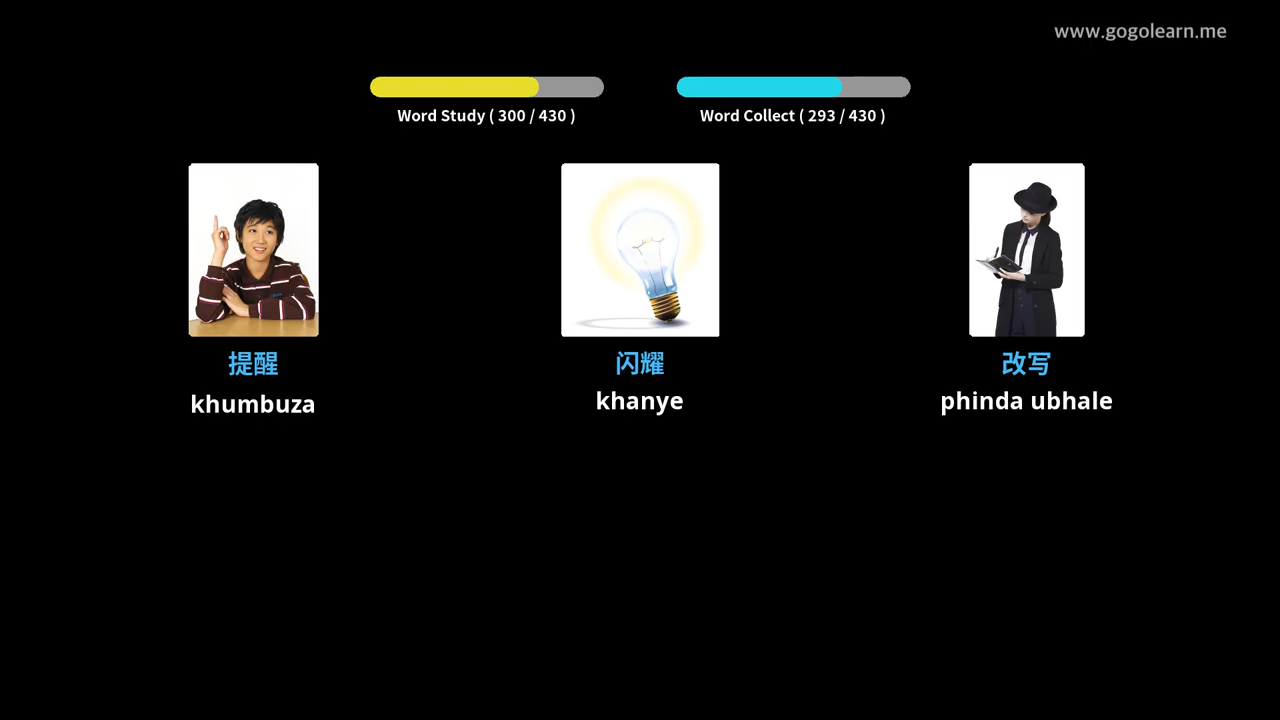 www.gogolearn.me
Word Study ( 300 / 430 )
Word Collect ( 293 / 430 )
提醒
闪耀
改写
khumbuza
khanye
phinda ubhale